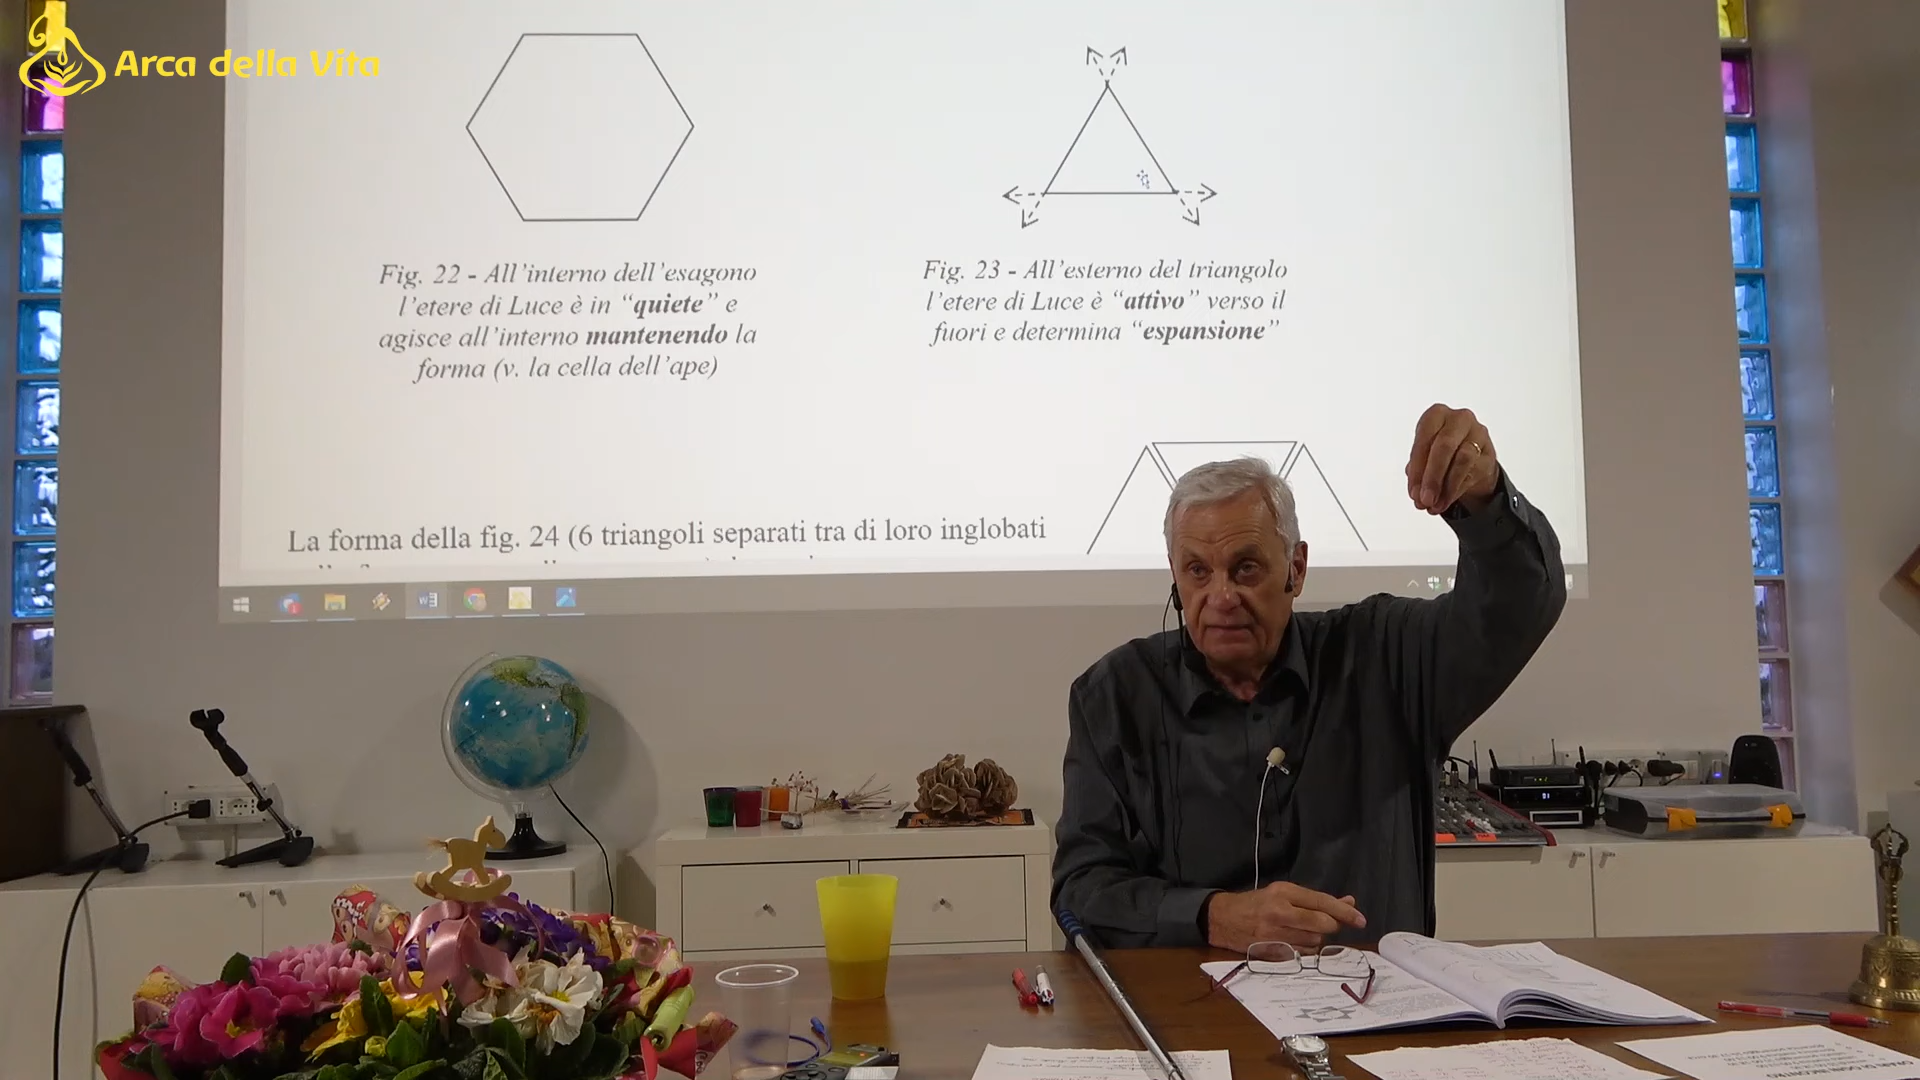 Arca della Vita
Fig. 22 - All’interno dell’esagono
l’etere di Luce è in “quiete” e
agisce all’interno mantenendo la
forma (v. la cella dell’ape)
Fig. 23 - All’esterno del triangolo
l’etere di Luce è “attivo” verso il
fuori e determina “espansione”
La forma della fig. 24 (6 triangoli separati tra di loro inglobati